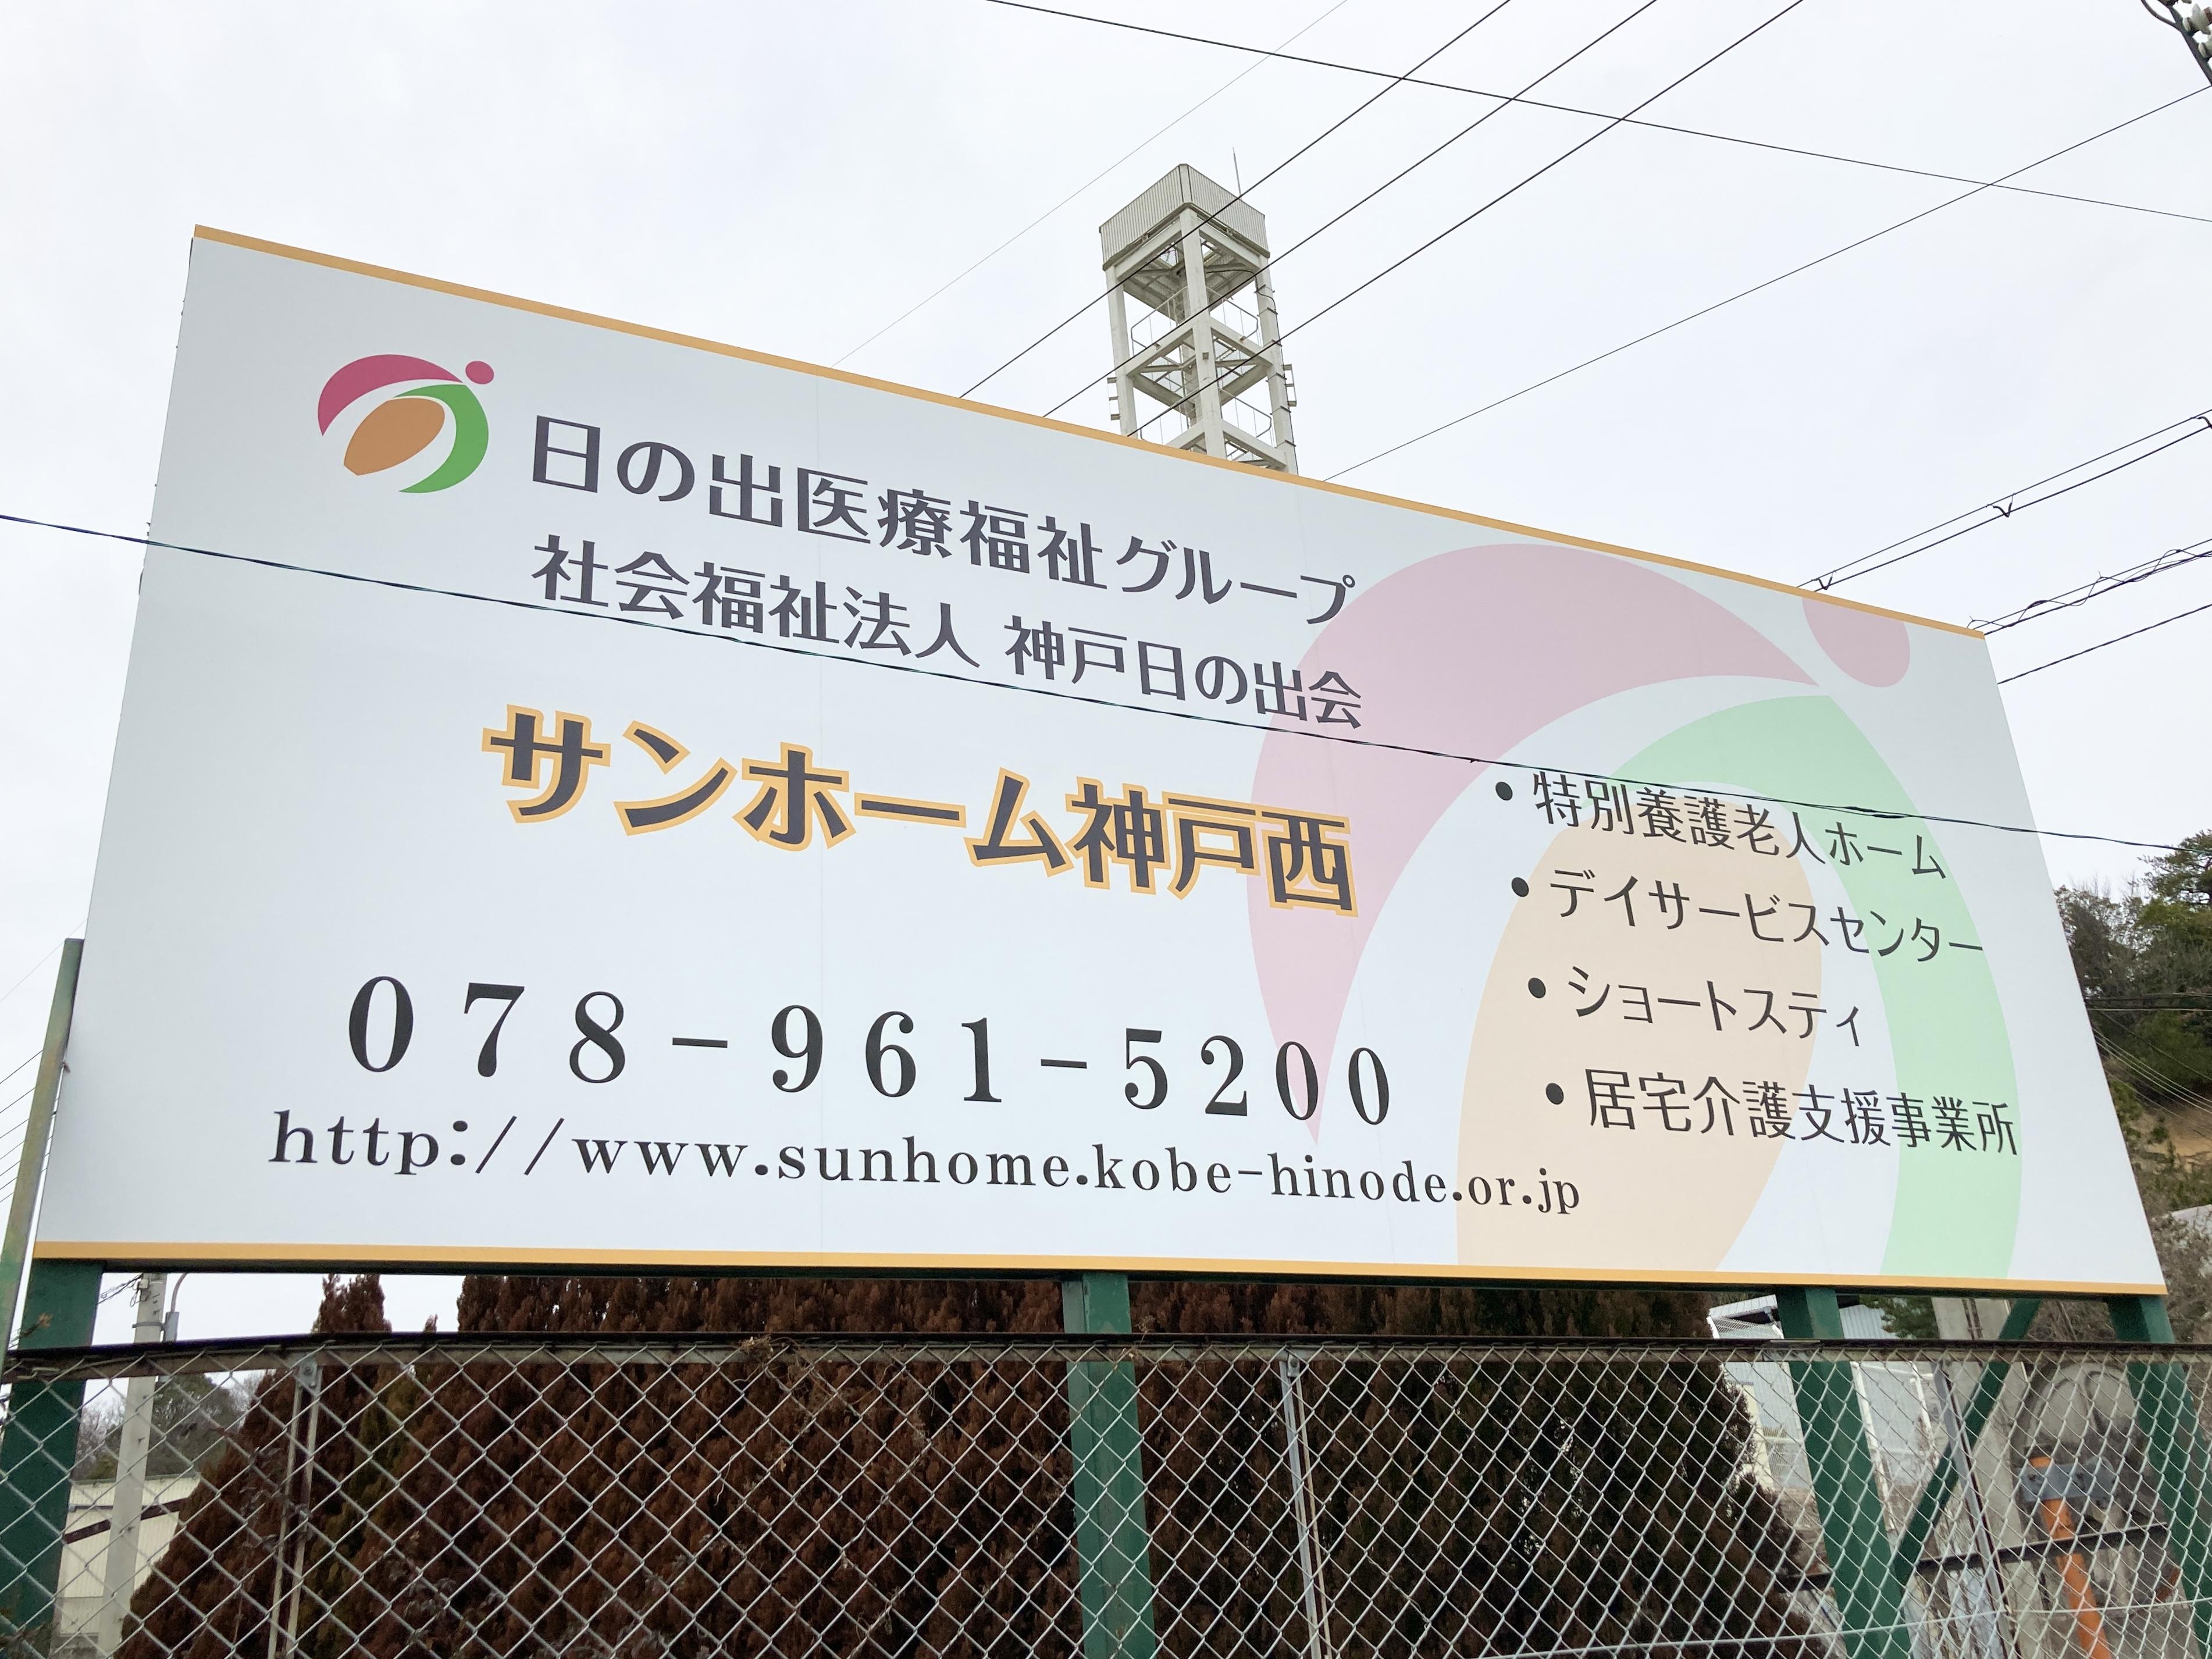 日の出医療福祉グループ
社会福祉法人 神戸日の出会
サンホーム神戸西
078-961-5200
http://www.sunhome.kobe-hinode.or.jp
・特別養護老人ホーム
・デイサービスセンター
・ショートスティ
・居宅介護支援事業所